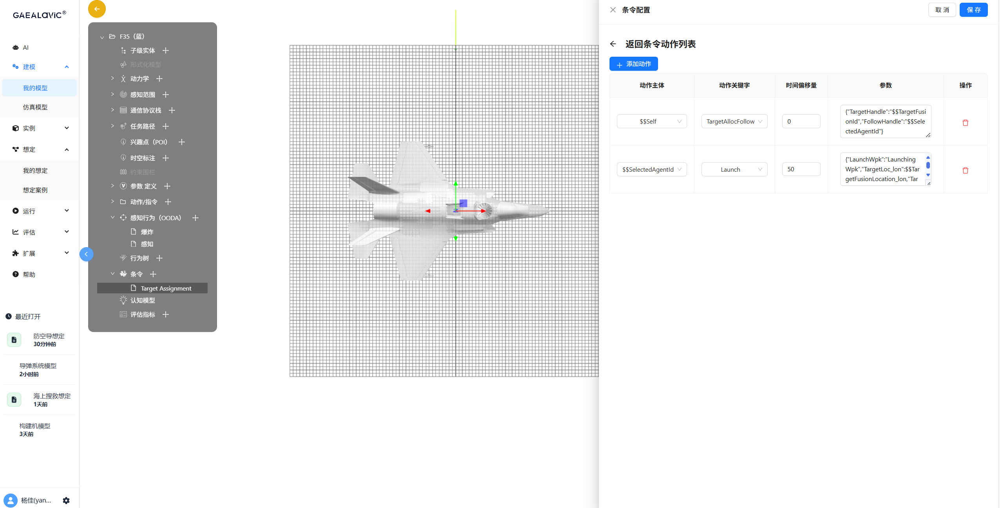 GAEALaViC®
AI
建模
我的模型
仿真模型
实例
想定
我的想定
想定案例
运行
评估
扩展
帮助
最近打开
防空导想定
30分钟前
导弹系统模型
2小时前
海上搜救想定
1天前
构建机模型
3天前
杨佳(yan...
F35（蓝）
子级实体
形式化模型
动力学
感知范围
通信协议栈
任务路径
兴趣点（POI）
时空标注
约束围栏
参数 定义
动作/指令
感知行为（OODA）
爆炸
感知
行为树
条令
Target Assignment
认知模型
评估指标
条令配置
取 消
保 存
返回条令动作列表
添加动作
动作主体 动作关键字 时间偏移量 参数 操作
$$Self TargetAllocFollow 0
{"TargetHandle":"$$TargetFusi
onId","FollowHandle":"$$Sele
ctedAgentId"}
$$SelectedAgentId Launch 50
{"LaunchWpk":"Launching
Wpk","TargetLoc_lon":$$Tar
getFusionLocation_lon,"Tar